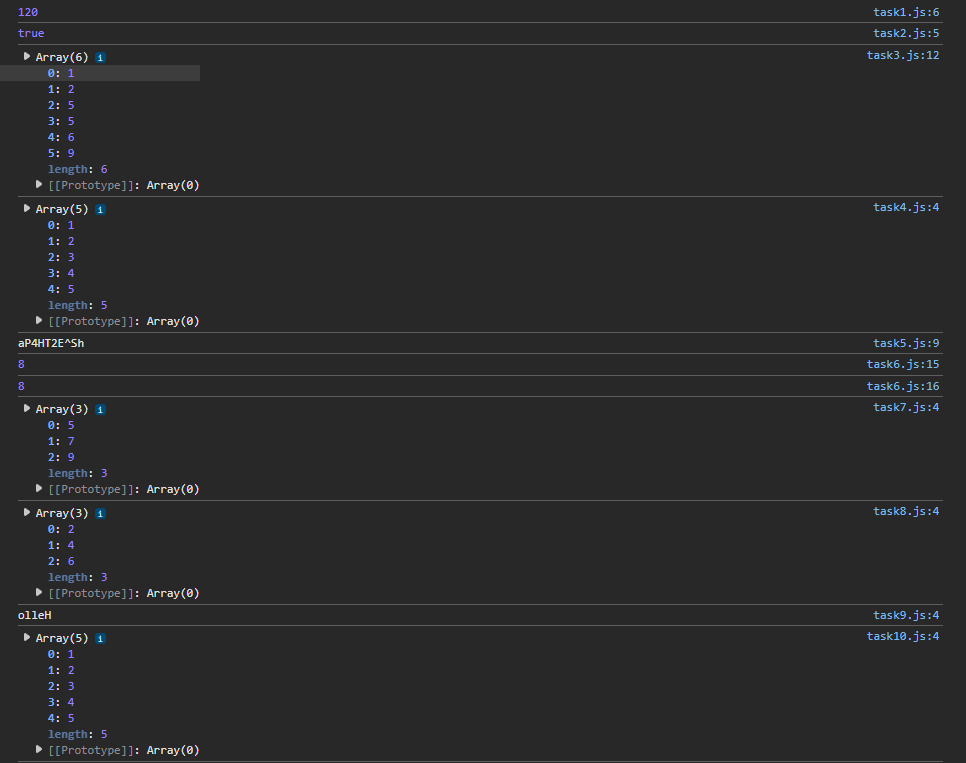 120 task1.js:6
true task2.js:5
▶ Array(6) i task3.js:12
0: 1
1: 2
2: 5
3: 5
4: 6
5: 9
length: 6
▶ [[Prototype]]: Array(0)
▶ Array(5) i task4.js:4
0: 1
1: 2
2: 3
3: 4
4: 5
length: 5
▶ [[Prototype]]: Array(0)
aP4HT2E^Sh task5.js:9
8 task6.js:15
8 task6.js:16
▶ Array(3) i task7.js:4
0: 5
1: 7
2: 9
length: 3
▶ [[Prototype]]: Array(0)
▶ Array(3) i task8.js:4
0: 2
1: 4
2: 6
length: 3
▶ [[Prototype]]: Array(0)
olleH task9.js:4
▶ Array(5) i task10.js:4
0: 1
1: 2
2: 3
3: 4
4: 5
length: 5
▶ [[Prototype]]: Array(0)